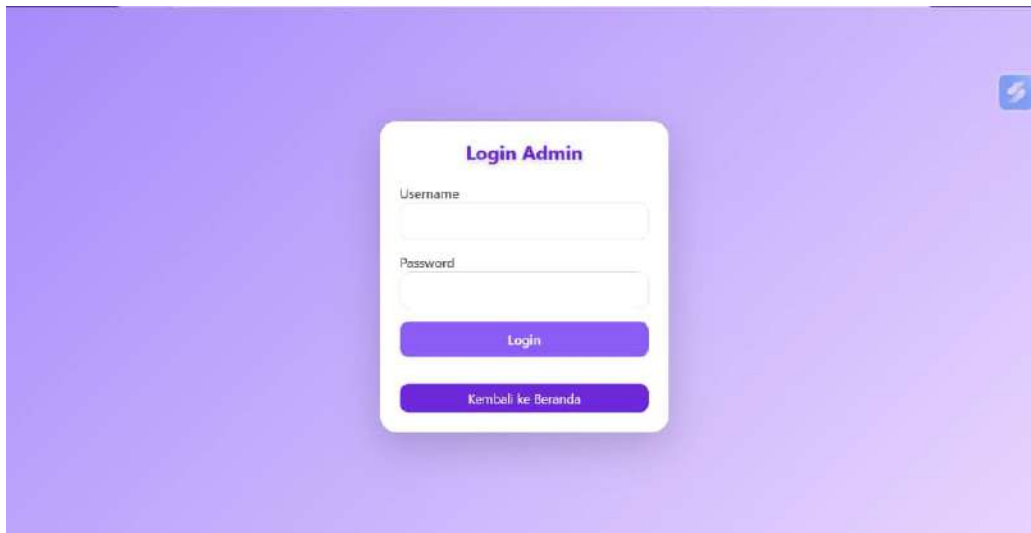 Login Admin
Username
Password
Login
Kembali ke Beranda